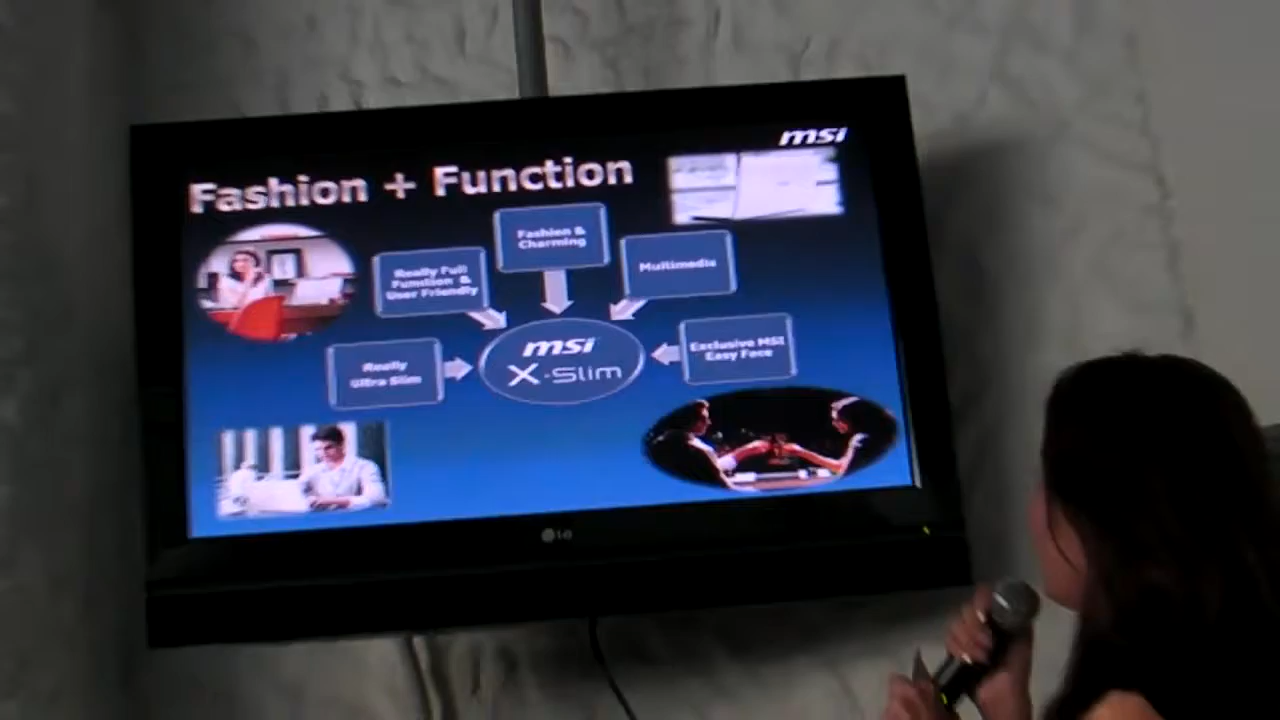 msi
Fashion + Function
Fashion &
Charming
Really Full
Function &
User Friendly
Multimedia
msi
X-Slim
Really
Ultra Slim
Exclusive MSI
Easy Face
LG